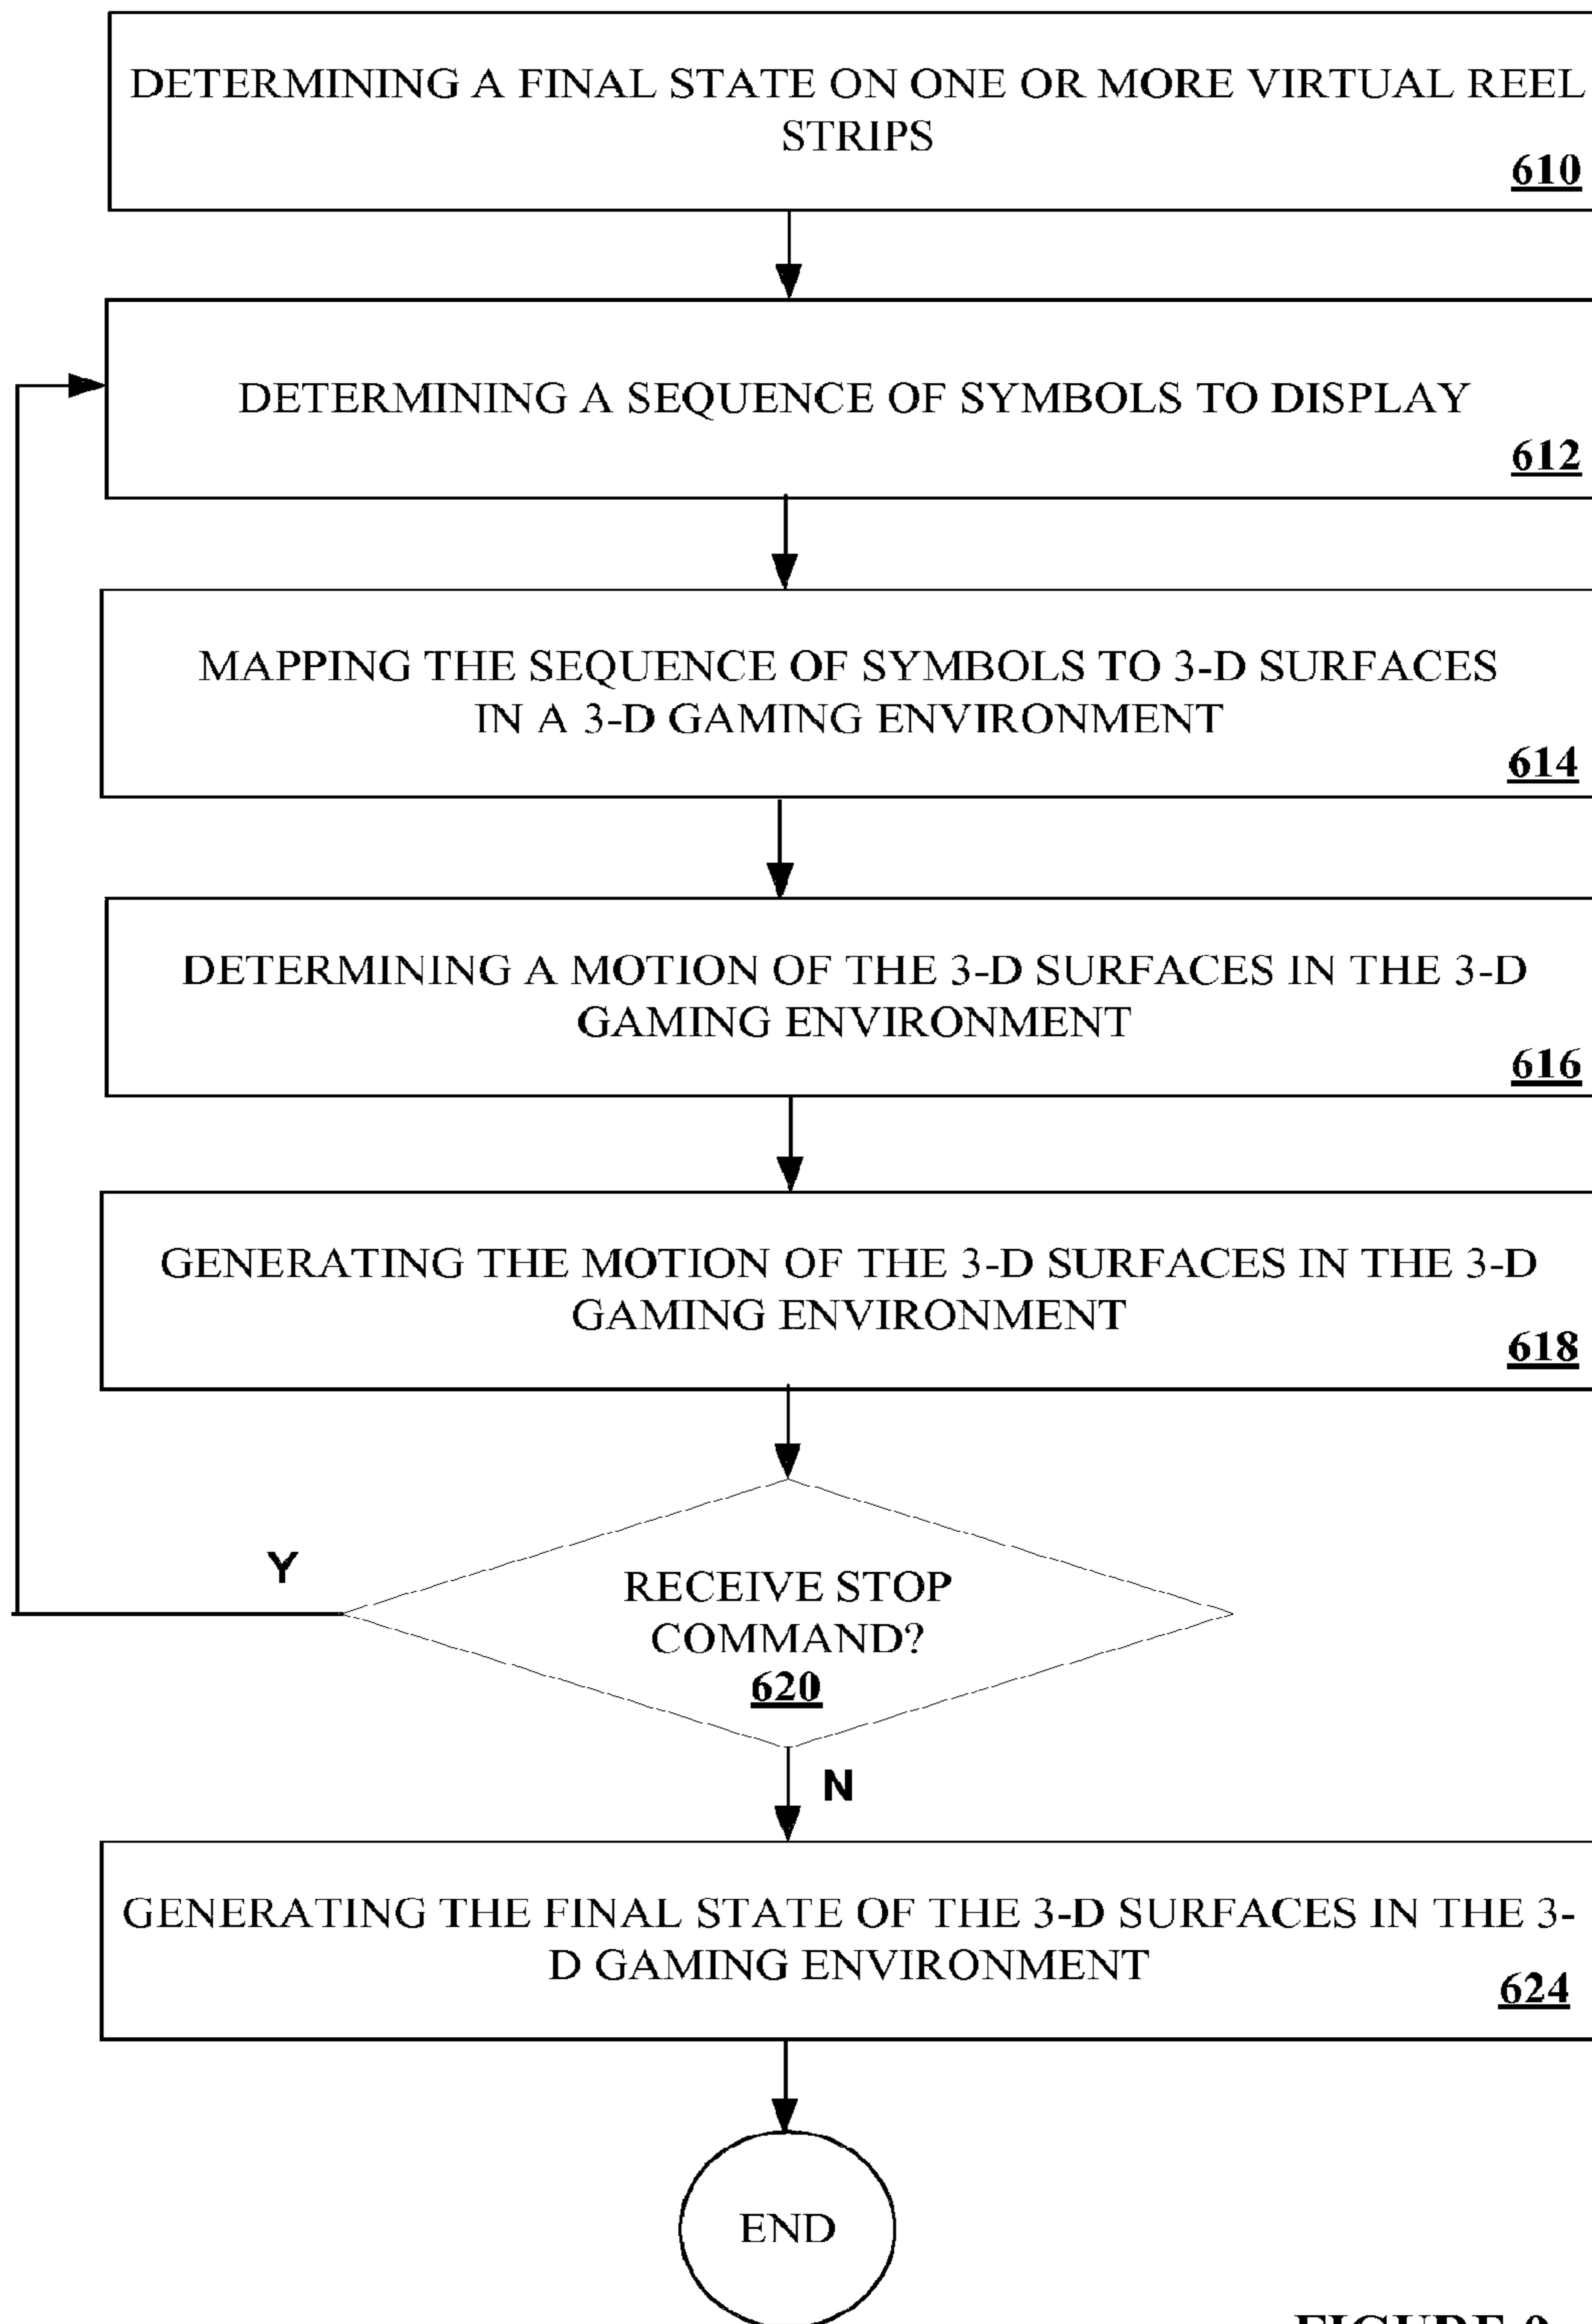 DETERMINING A FINAL STATE ON ONE OR MORE VIRTUAL REEL
STRIPS
610
DETERMINING A SEQUENCE OF SYMBOLS TO DISPLAY
612
MAPPING THE SEQUENCE OF SYMBOLS TO 3-D SURFACES
IN A 3-D GAMING ENVIRONMENT
614
DETERMINING A MOTION OF THE 3-D SURFACES IN THE 3-D
GAMING ENVIRONMENT
616
GENERATING THE MOTION OF THE 3-D SURFACES IN THE 3-D
GAMING ENVIRONMENT
618
Y
RECEIVE STOP
COMMAND?
620
N
GENERATING THE FINAL STATE OF THE 3-D SURFACES IN THE 3-
D GAMING ENVIRONMENT
624
END
FIGURE